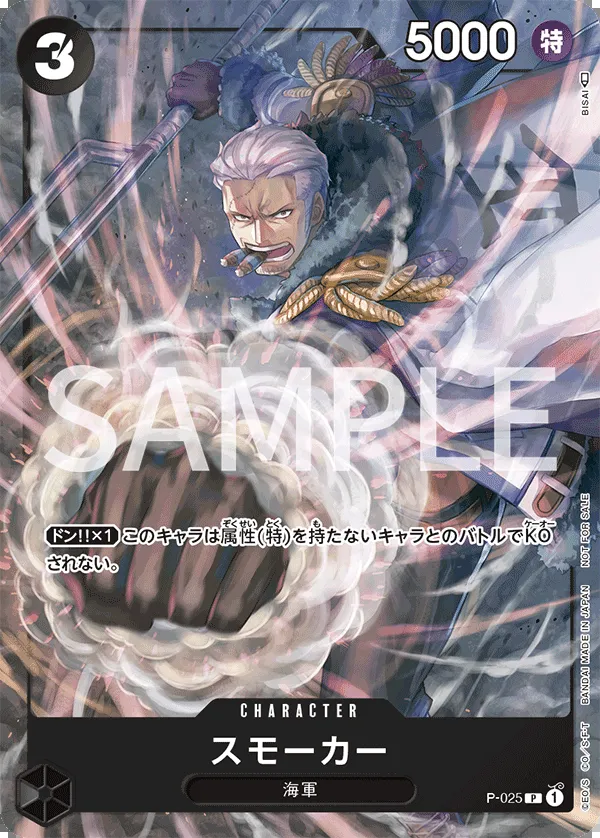 3
5000 特
BISAI
SAMPLE
ドン!!×1 このキャラは属性(特)を持たないキャラとのバトルでKO
されない。
CHARACTER
スモーカー
海軍
P-025 P 1
©E.O/S. C.O/S·F·T BANDAI MADE IN JAPAN NOT FOR SALE